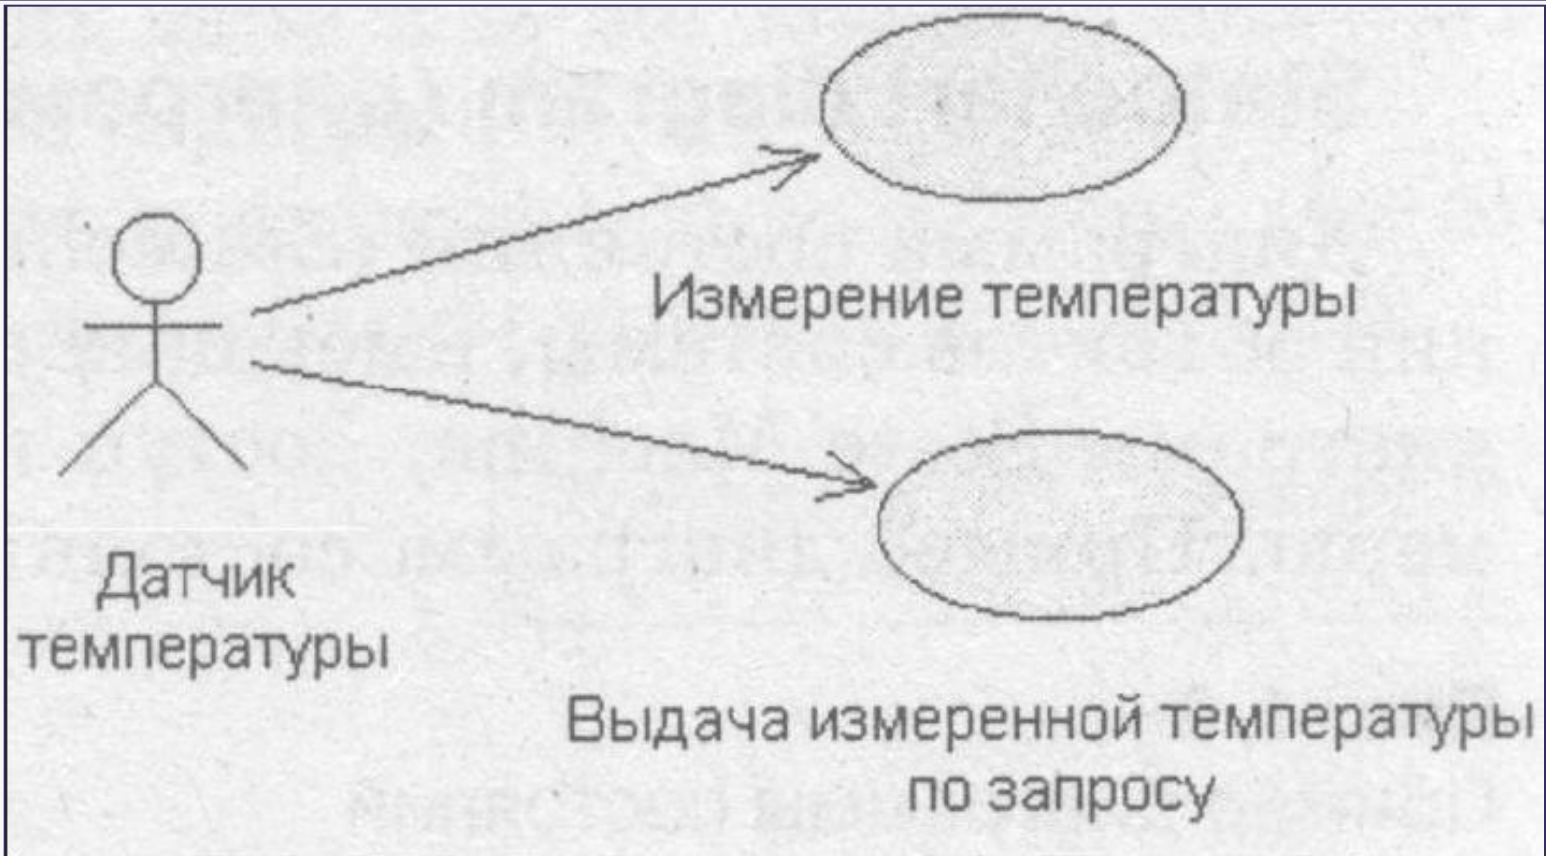 Измерение температуры
Датчик
температуры
Выдача измеренной температуры
по запросу